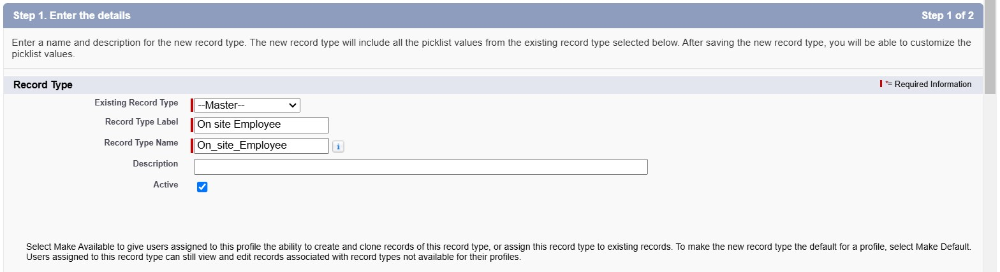 Step 1. Enter the details
Step 1 of 2
Enter a name and description for the new record type. The new record type will include all the picklist values from the existing record type selected below. After saving the new record type, you will be able to customize the
picklist values.
Record Type
*= Required Information
Existing Record Type
--Master--
Record Type Label
On site Employee
Record Type Name
On_site_Employee
i
Description
Active
Select Make Available to give users assigned to this profile the ability to create and clone records of this record type, or assign this record type to existing records. To make the new record type the default for a profile, select Make Default.
Users assigned to this record type can still view and edit records associated with record types not available for their profiles.